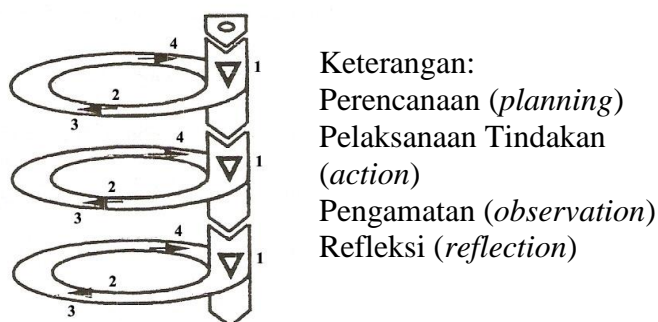 4
1
2
3
4
1
2
3
4
1
2
3
Keterangan:
Perencanaan (planning)
Pelaksanaan Tindakan
(action)
Pengamatan (observation)
Refleksi (reflection)